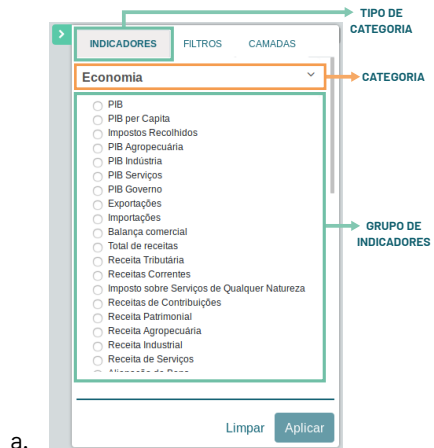 TIPO DE
CATEGORIA
INDICADORES FILTROS CAMADAS
Economia
CATEGORIA
PIB
PIB per Capita
Impostos Recolhidos
PIB Agropecuária
PIB Indústria
PIB Serviços
PIB Governo
Exportações
Importações
Balança comercial
GRUPO DE
INDICADORES
Total de receitas
Receita Tributária
Receitas Correntes
Imposto sobre Serviços de Qualquer Natureza
Receitas de Contribuições
Receita Patrimonial
Receita Agropecuária
Receita Industrial
Receita de Serviços
Limpar Aplicar
a.